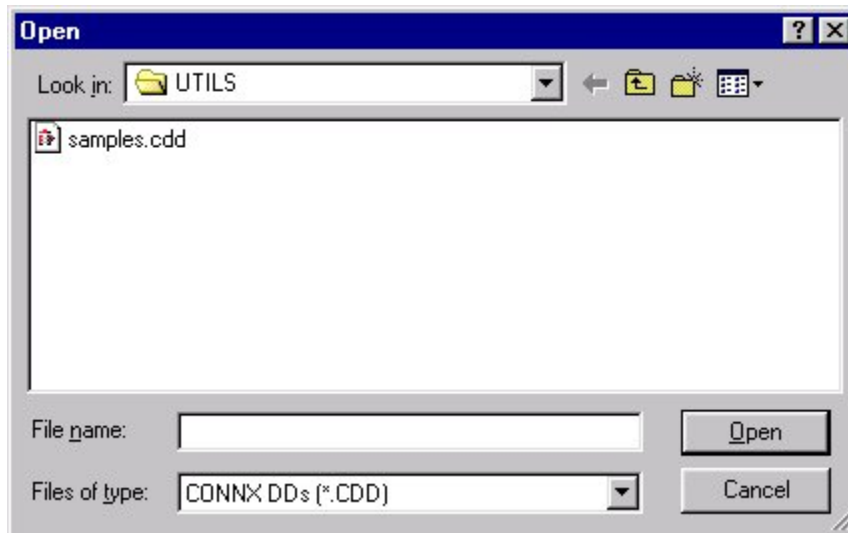 Open
Look in: UTILS
samples.cdd
File name:
Open
Files of type: CONNX DDs (*.CDD)
Cancel